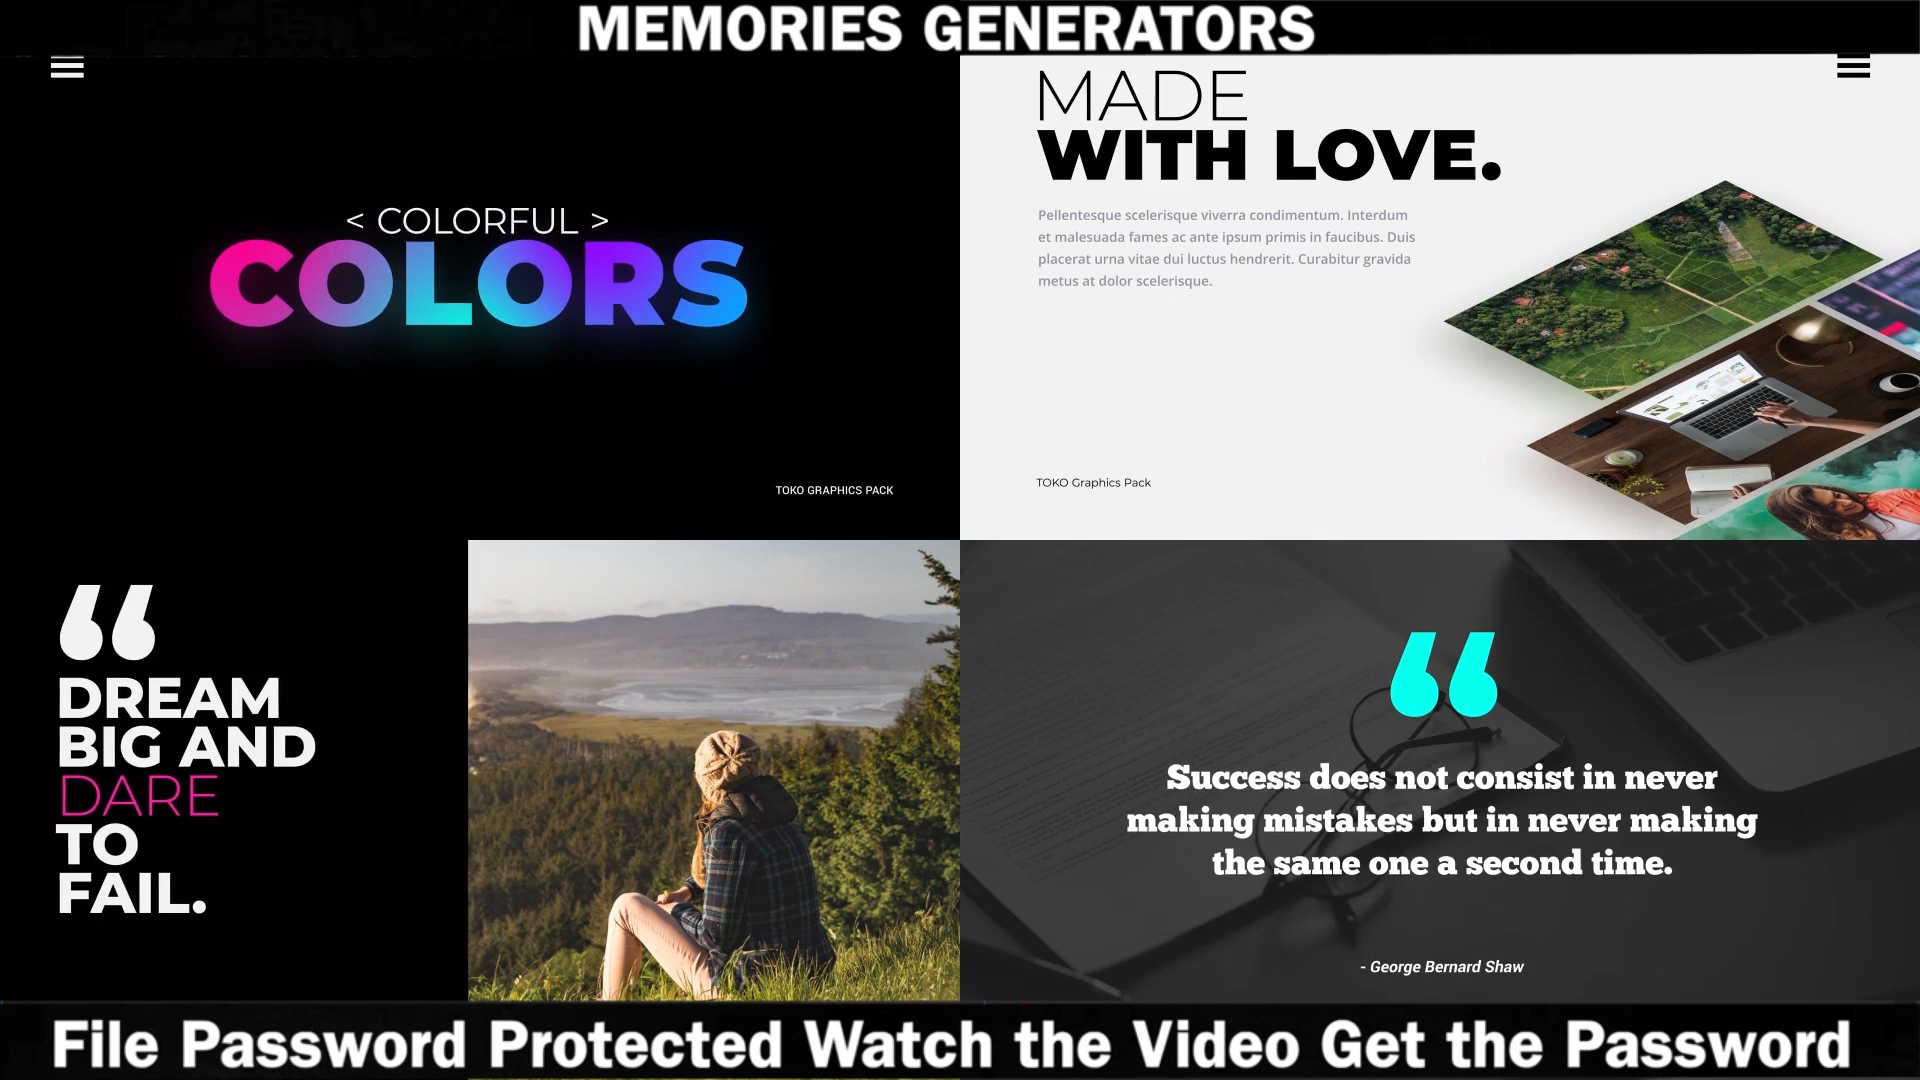 MEMORIES GENERATORS
< COLORFUL >
COLORS
TOKO GRAPHICS PACK
MADE
WITH LOVE.
Pellentesque scelerisque viverra condimentum. Interdum
et malesuada fames ac ante ipsum primis in faucibus. Duis
placerat urna vitae dui luctus hendrerit. Curabitur gravida
metus at dolor scelerisque.
TOKO Graphics Pack
“
DREAM
BIG AND
DARE
TO
FAIL.
“
Success does not consist in never
making mistakes but in never making
the same one a second time.
- George Bernard Shaw
File Password Protected Watch the Video Get the Password